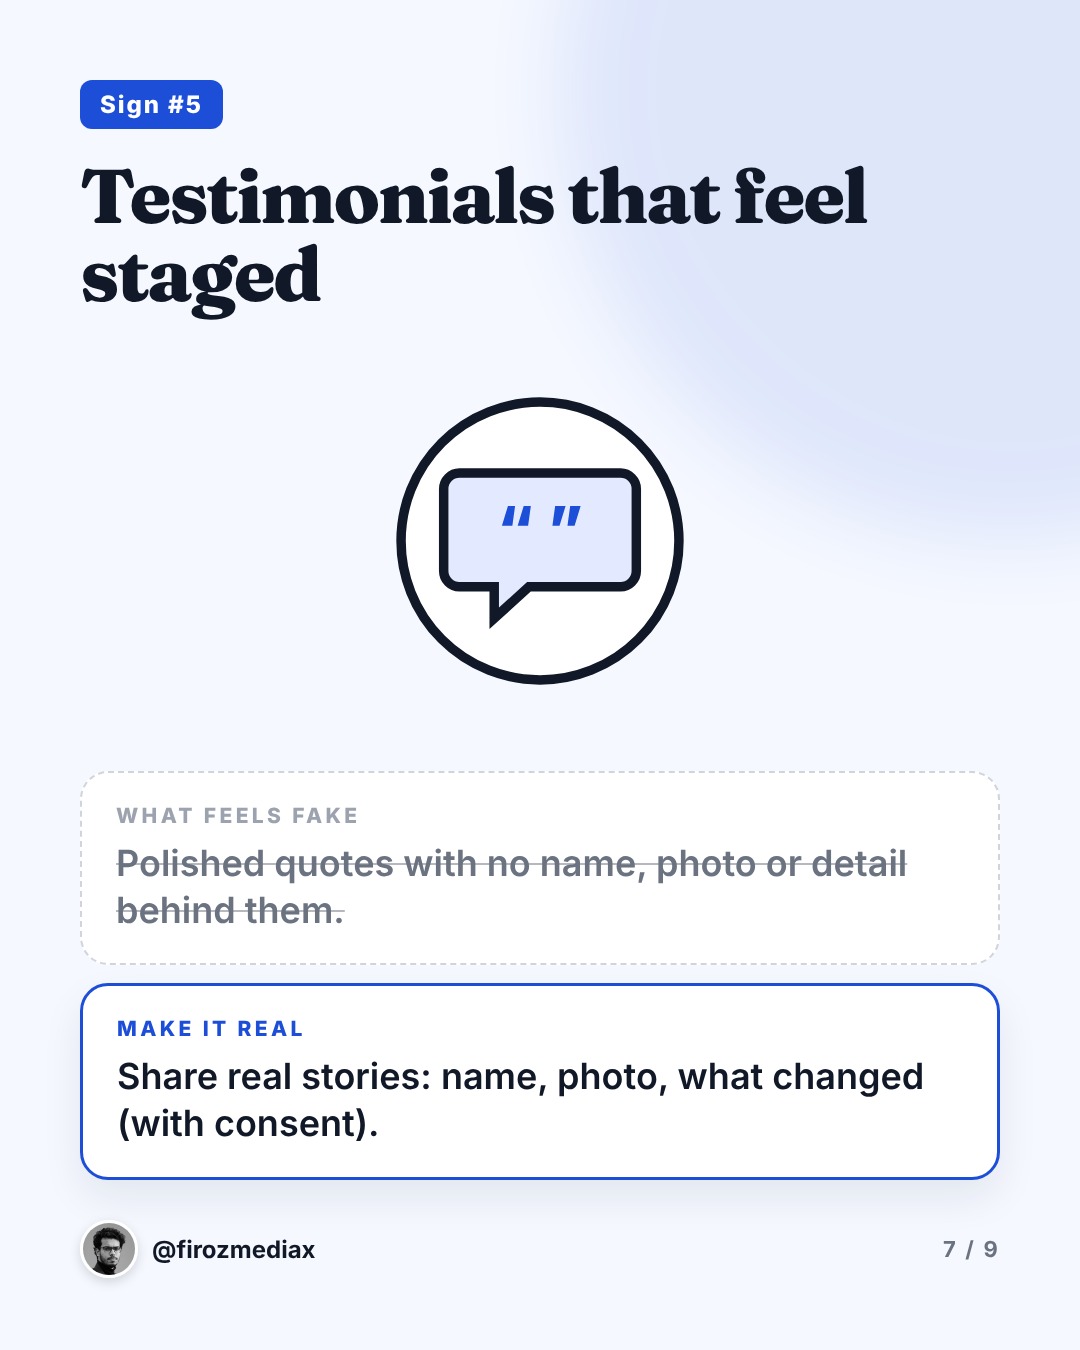 Sign #5
Testimonials that feel
staged
“ ”
WHAT FEELS FAKE
Polished quotes with no name, photo or detail
behind them.
MAKE IT REAL
Share real stories: name, photo, what changed
(with consent).
@firozmediax
7 / 9